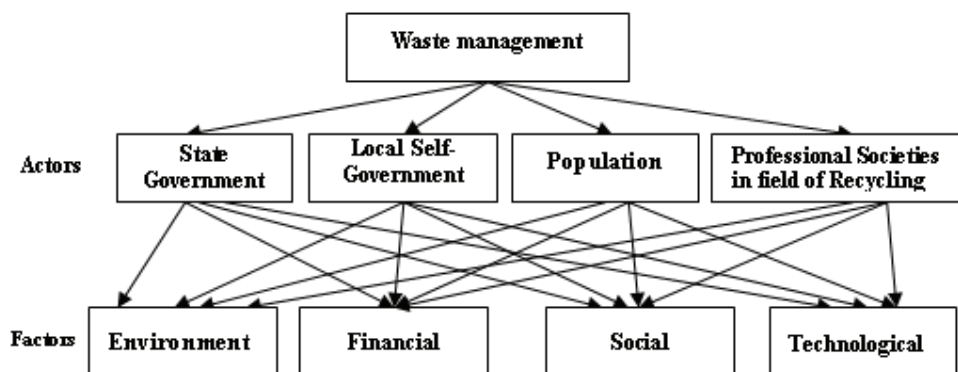 Waste management
Actors
State
Government
Local Self-
Government
Population
Professional Societies
in field of Recycling
Factors
Environment
Financial
Social
Technological